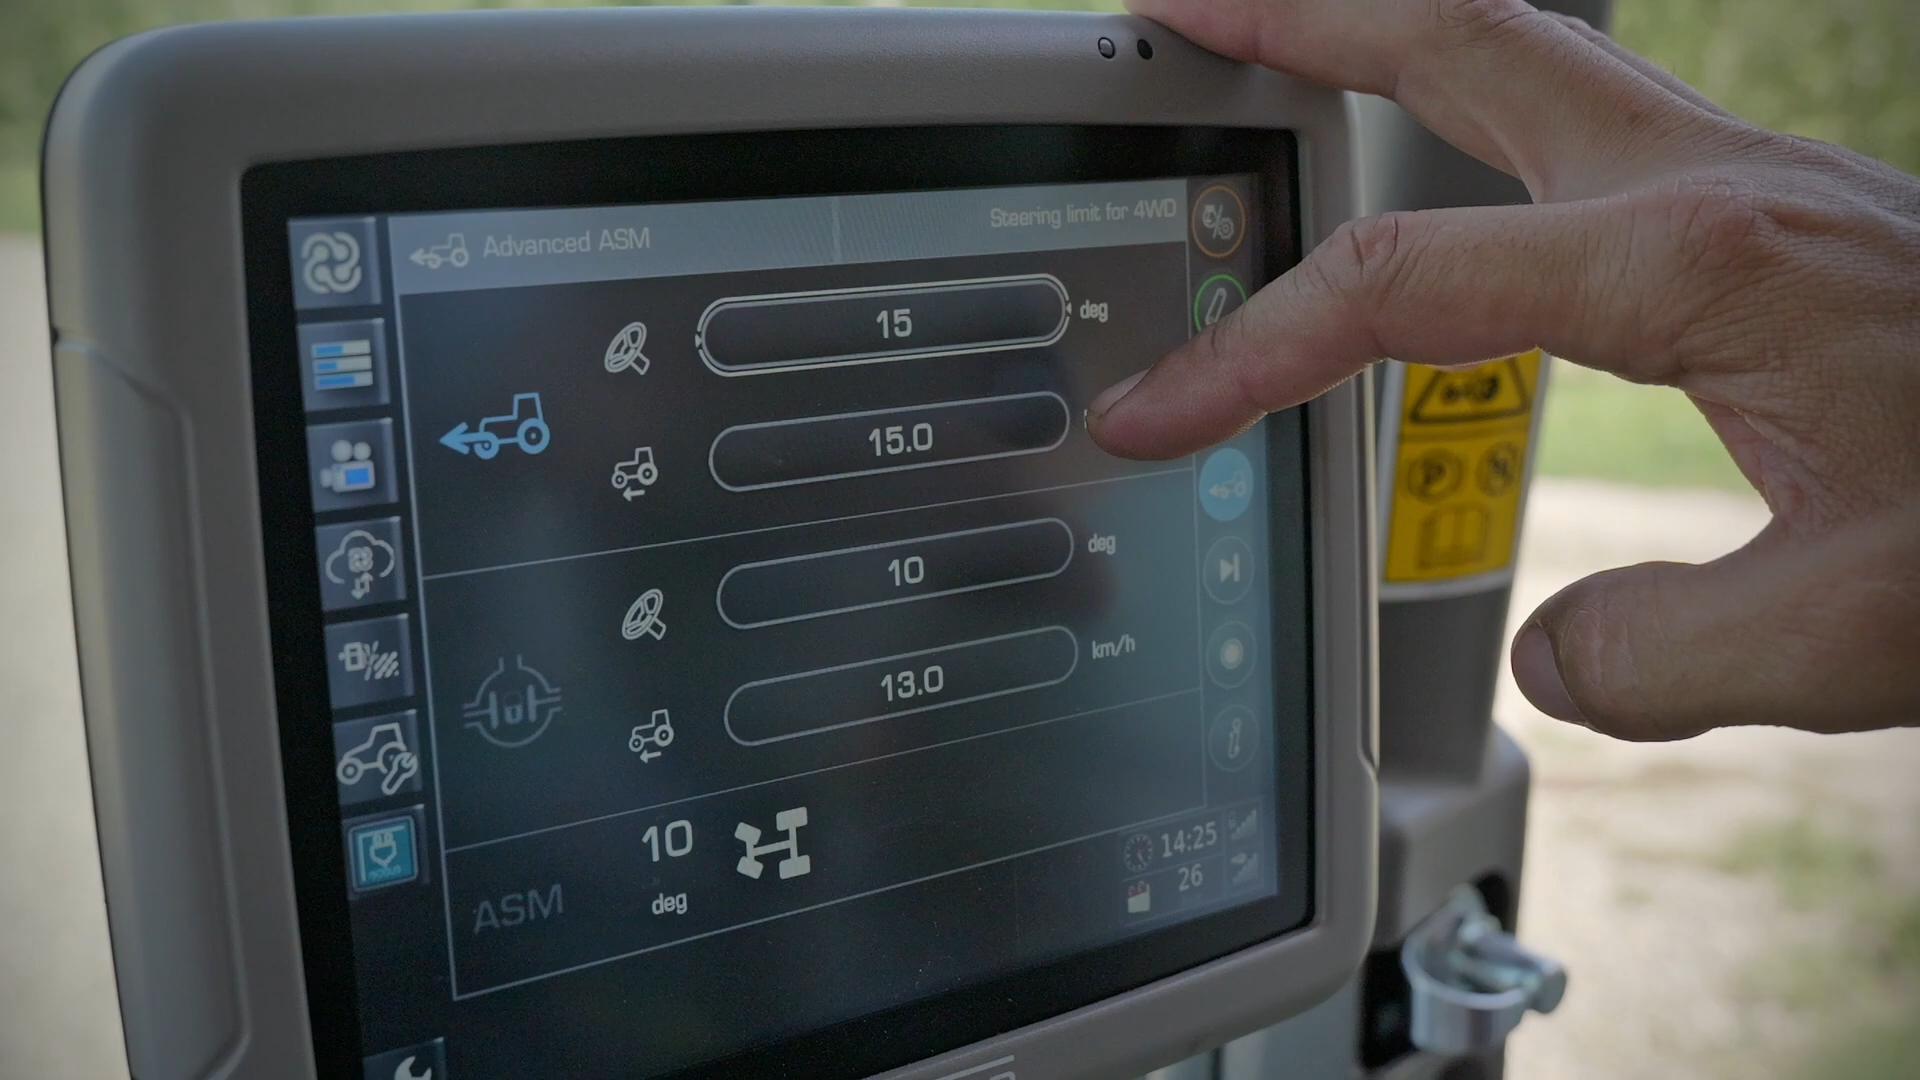 Advanced ASM
Steering limit for 4WD
15 deg
15.0
10 deg
13.0 km/h
10
deg
ASM
14:25
26
P